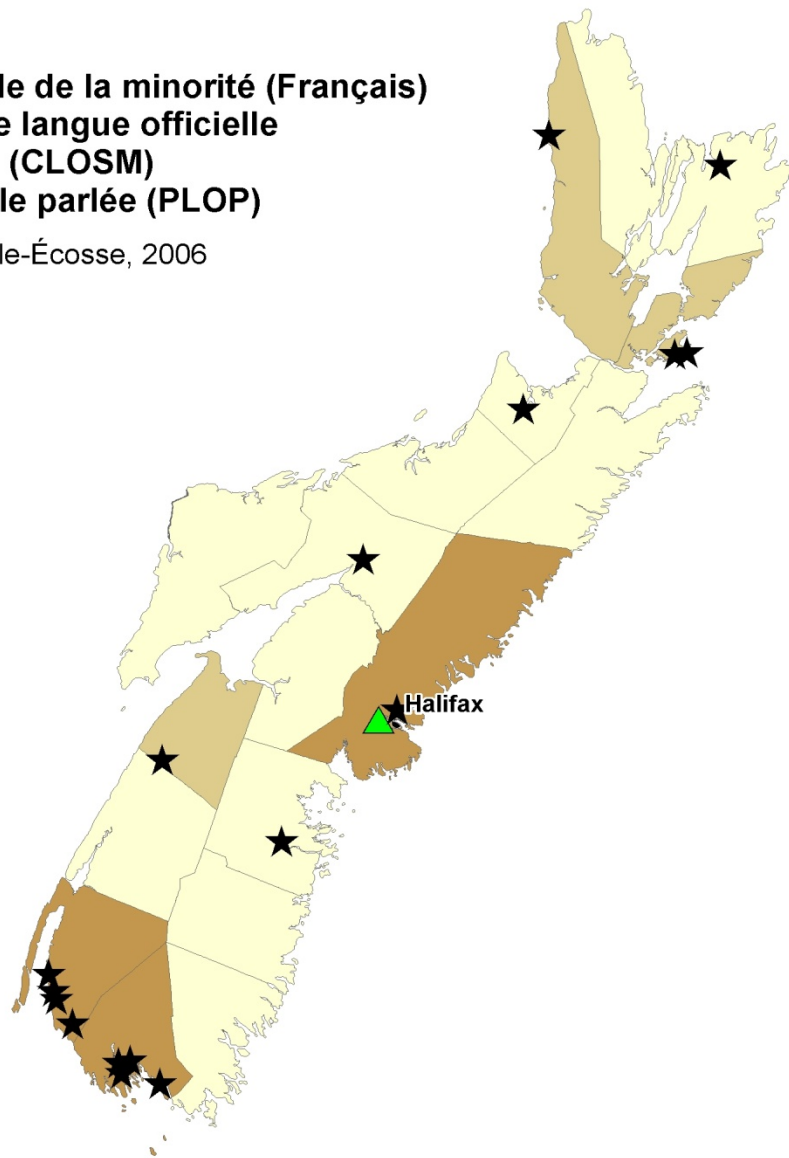 le de la minorité (Français)
e langue officielle
(CLOSM)
le parlée (PLOP)
le-Écosse, 2006
Halifax